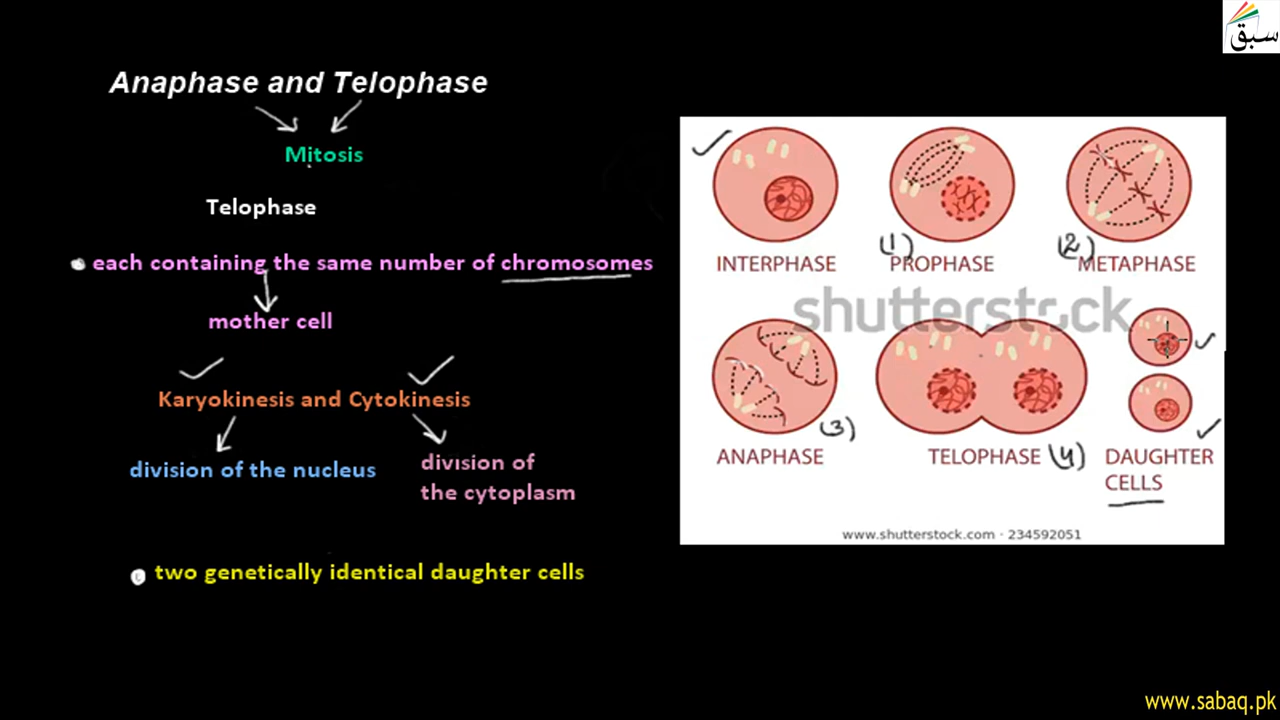 سبق
Anaphase and Telophase
Mitosis
Telophase
each containing the same number of chromosomes
mother cell
Karyokinesis and Cytokinesis
division of the nucleus
division of
the cytoplasm
two genetically identical daughter cells
INTERPHASE
(1)
PROPHASE
(2)
METAPHASE
shutterstock
ANAPHASE
(3)
TELOPHASE (4)
DAUGHTER
CELLS
www.shutterstock.com · 234592051
www.sabaq.pk